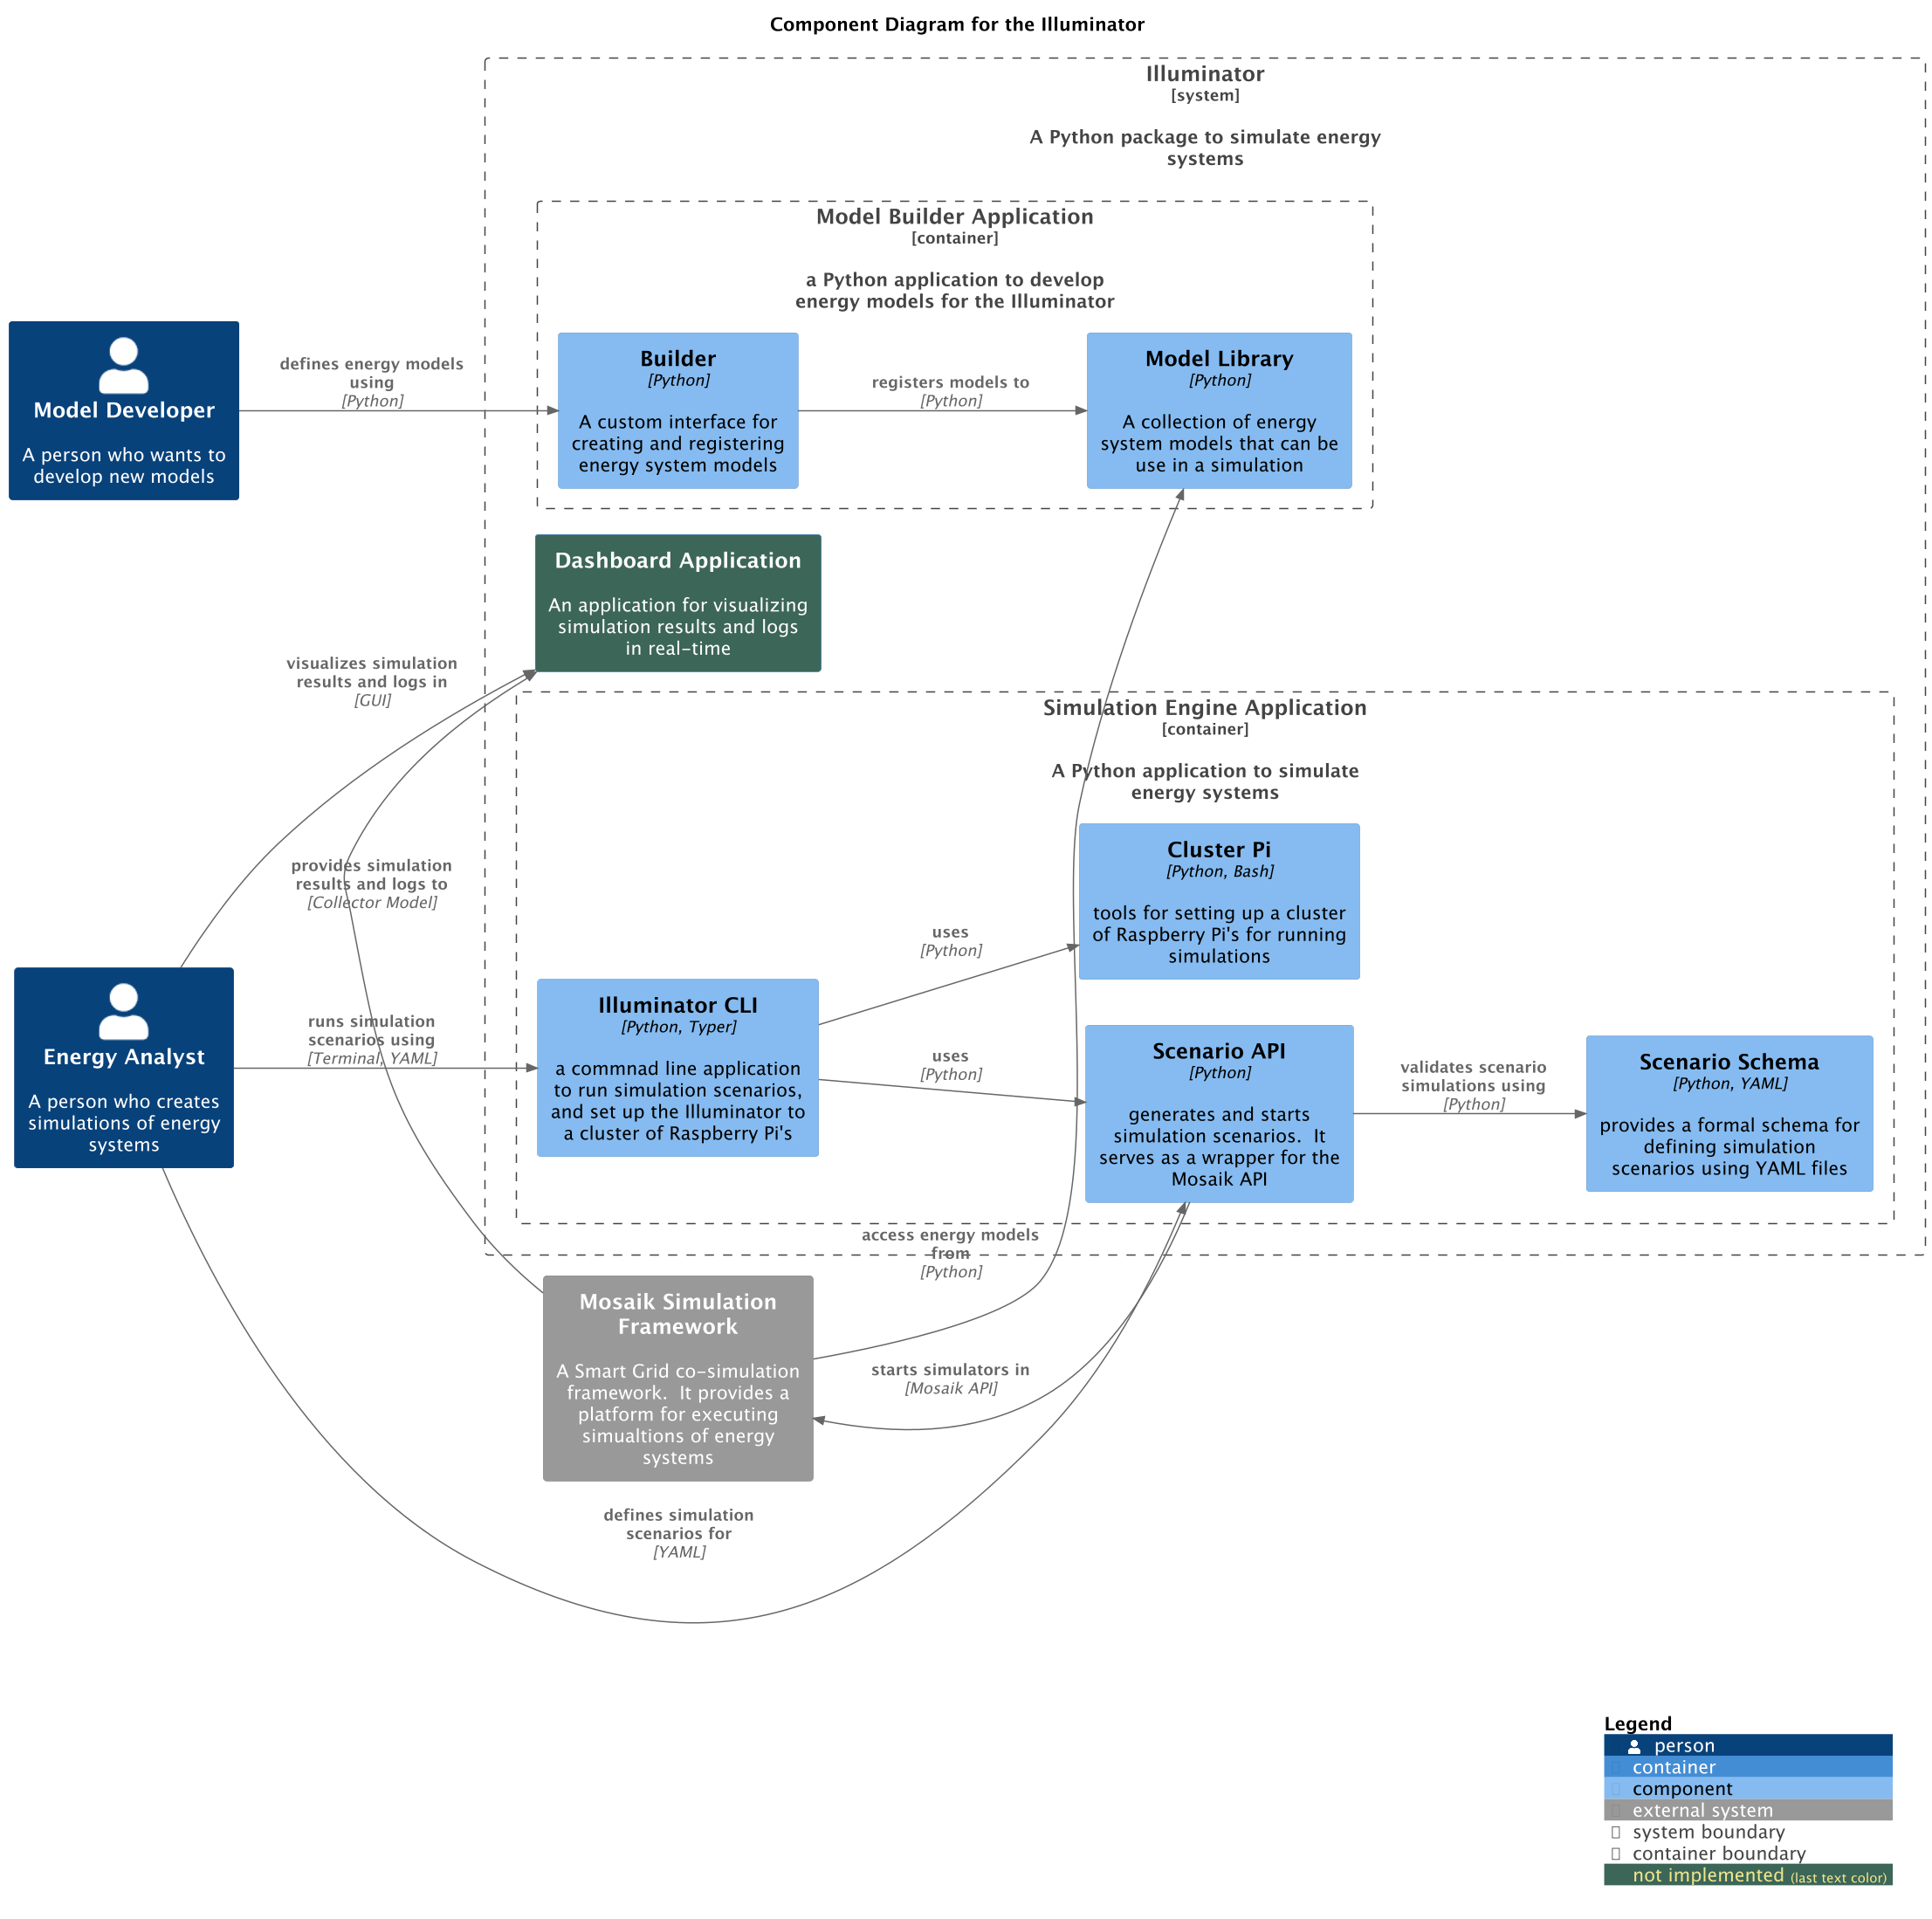 Component Diagram for the Illuminator
Illuminator
[system]
A Python package to simulate energy
systems
Model Builder Application
[container]
a Python application to develop
energy models for the Illuminator
Model Developer
A person who wants to
develop new models
defines energy models
using
[Python]
Builder
[Python]
A custom interface for
creating and registering
energy system models
registers models to
[Python]
Model Library
[Python]
A collection of energy
system models that can be
use in a simulation
Dashboard Application
An application for visualizing
simulation results and logs
in real-time
visualizes simulation
results and logs in
[GUI]
Simulation Engine Application
[container]
A Python application to simulate
energy systems
provides simulation
results and logs to
[Collector Model]
Cluster Pi
[Python, Bash]
tools for setting up a cluster
of Raspberry Pi's for running
simulations
uses
[Python]
Energy Analyst
A person who creates
simulations of energy
systems
runs simulation
scenarios using
[Terminal, YAML]
Illuminator CLI
[Python, Typer]
a commnad line application
to run simulation scenarios,
and set up the Illuminator to
a cluster of Raspberry Pi's
uses
[Python]
Scenario API
[Python]
generates and starts
simulation scenarios.  It
serves as a wrapper for the
Mosaik API
validates scenario
simulations using
[Python]
Scenario Schema
[Python, YAML]
provides a formal schema for
defining simulation
scenarios using YAML files
access energy models
from
[Python]
Mosaik Simulation
Framework
A Smart Grid co-simulation
framework.  It provides a
platform for executing
simualtions of energy
systems
starts simulators in
[Mosaik API]
defines simulation
scenarios for
[YAML]
Legend
person
container
component
external system
system boundary
container boundary
not implemented (last text color)